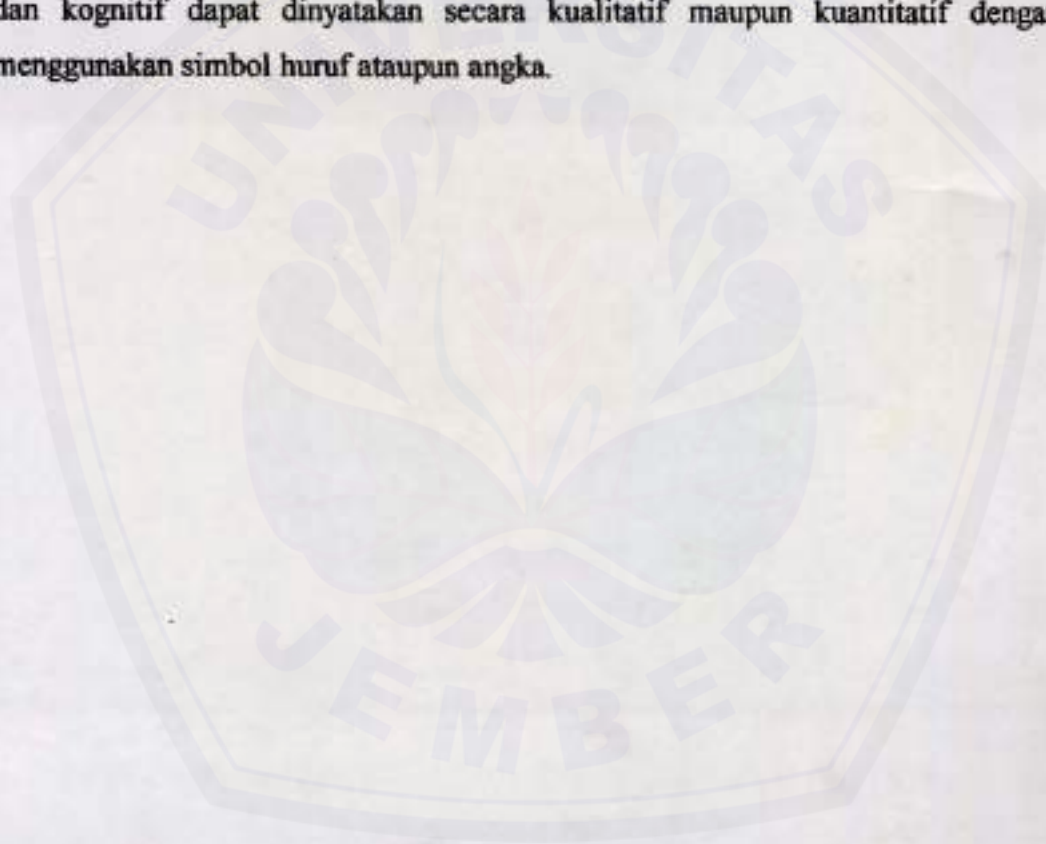 dan kognitif dapat dinyatakan secara kualitatif maupun kuantitatif denga
menggunakan simbol huruf ataupun angka.
UNIVERSITAS
JEMBER